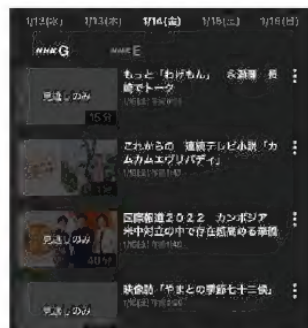 1/12(水) 1/13(木) 1/14(金) 1/15(土) 1/16(日)
NHK G NHK E
もっと「わげもん」 &瀬戸 長
崎でトーク
見逃しのみ
15分
これからの 連続テレビ小説「カ
ムカムエヴリバディ」
国際報道2022 カンボジア
米中対立の中で存在感高める華僑
見逃しのみ
40分
映像詩「やまとの季節七十二候」
見逃しのみ